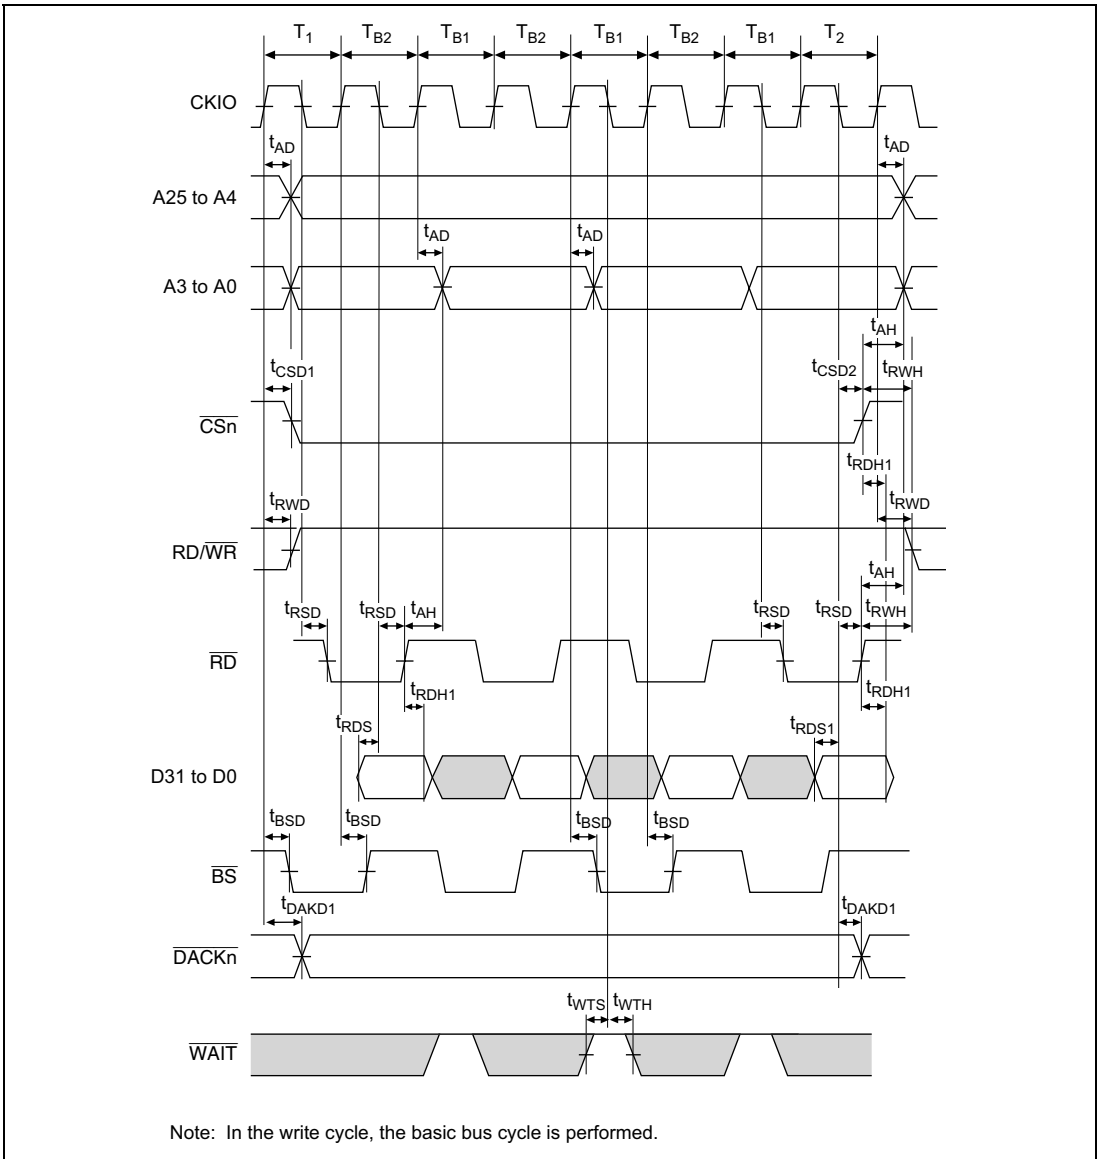 T1 TB2 TB1 TB2 TB1 TB2 TB1 T2
CKIO
tAD tAD
A25 to A4
tAD tAD
A3 to A0
tAH
tCSD1 tCSD2 tRWH
CSn
tRDH1
tRWD tRWD
RD/WR
tAH
tRSD tRSD tAH tRSD tRSD tRWH
RD
tRDH1 tRDH1
tRDS tRDS1
D31 to D0
tBSD tBSD tBSD tBSD
BS
tDAKD1 tDAKD1
DACKn
tWTS tWTH
WAIT
Note: In the write cycle, the basic bus cycle is performed.